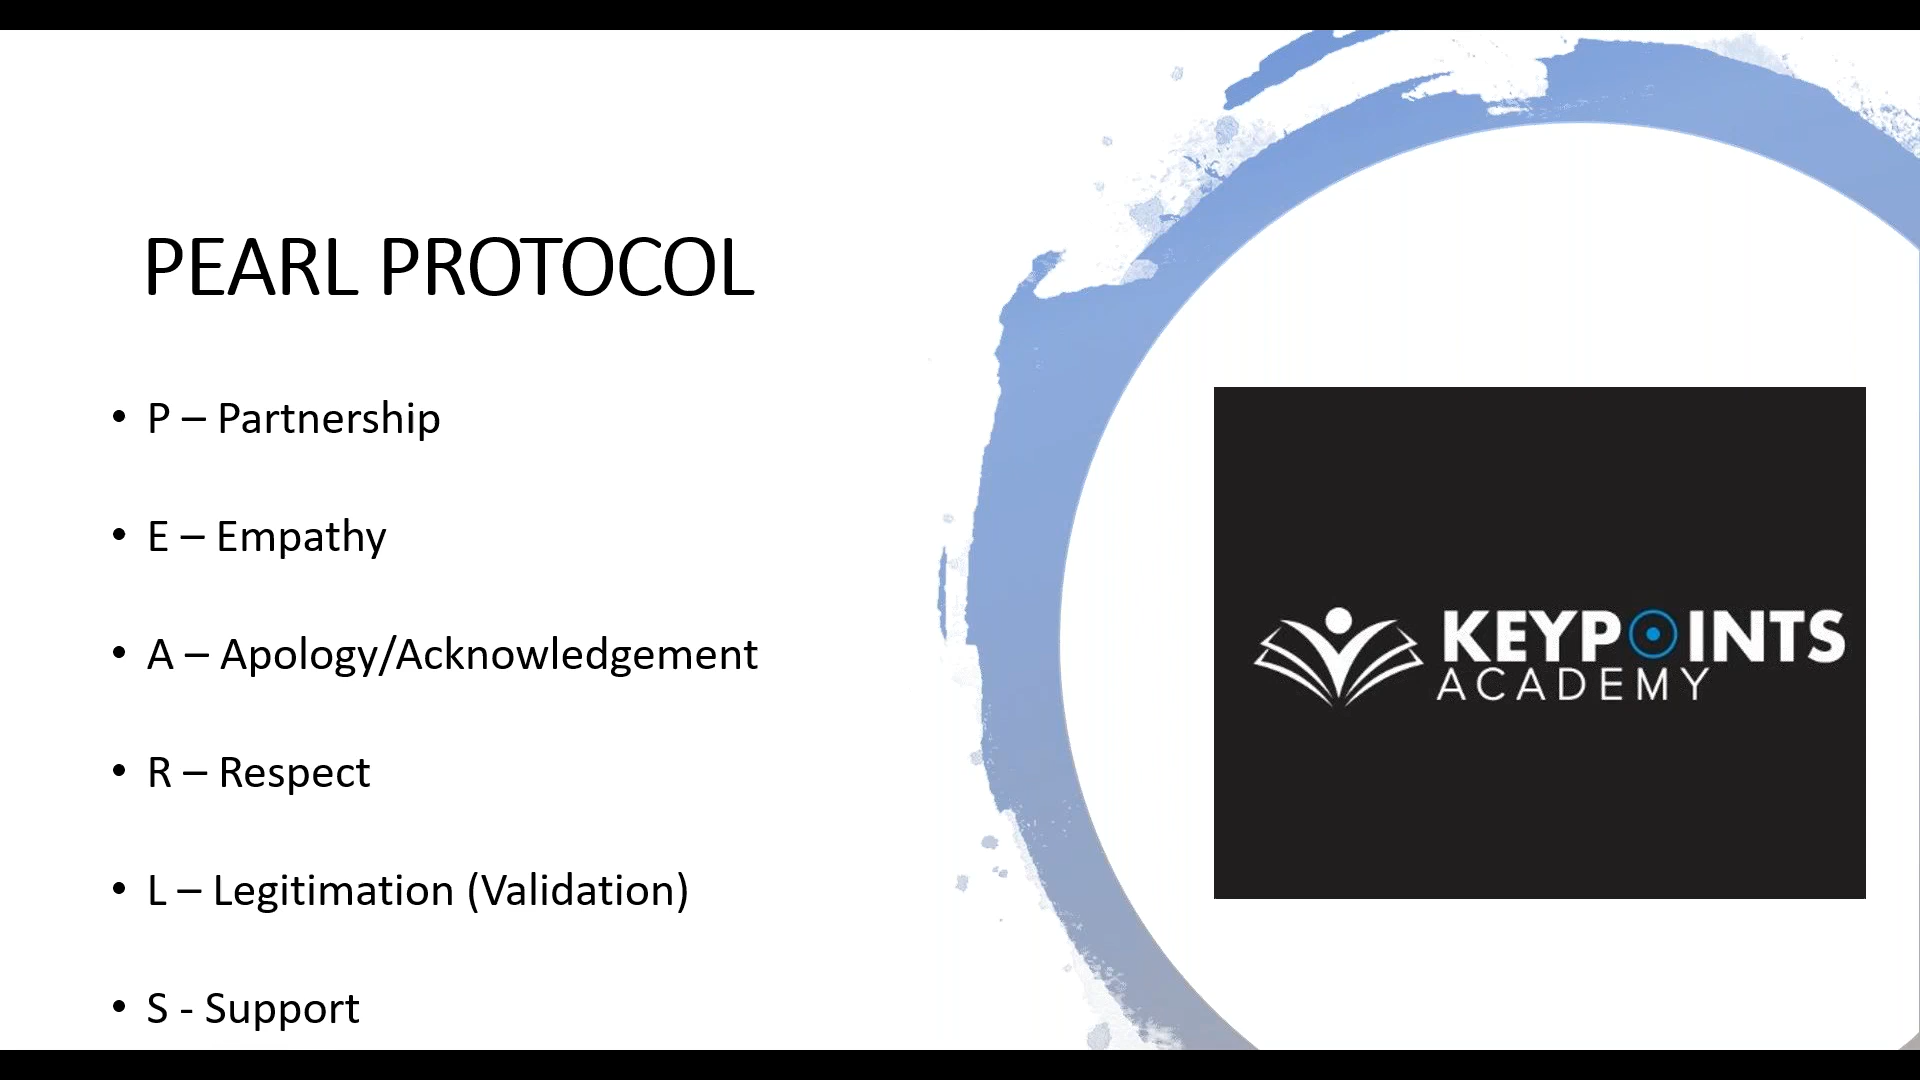 PEARL PROTOCOL
• P – Partnership
• E – Empathy
• A – Apology/Acknowledgement
• R – Respect
• L – Legitimation (Validation)
• S - Support
KEYPOINTS
ACADEMY